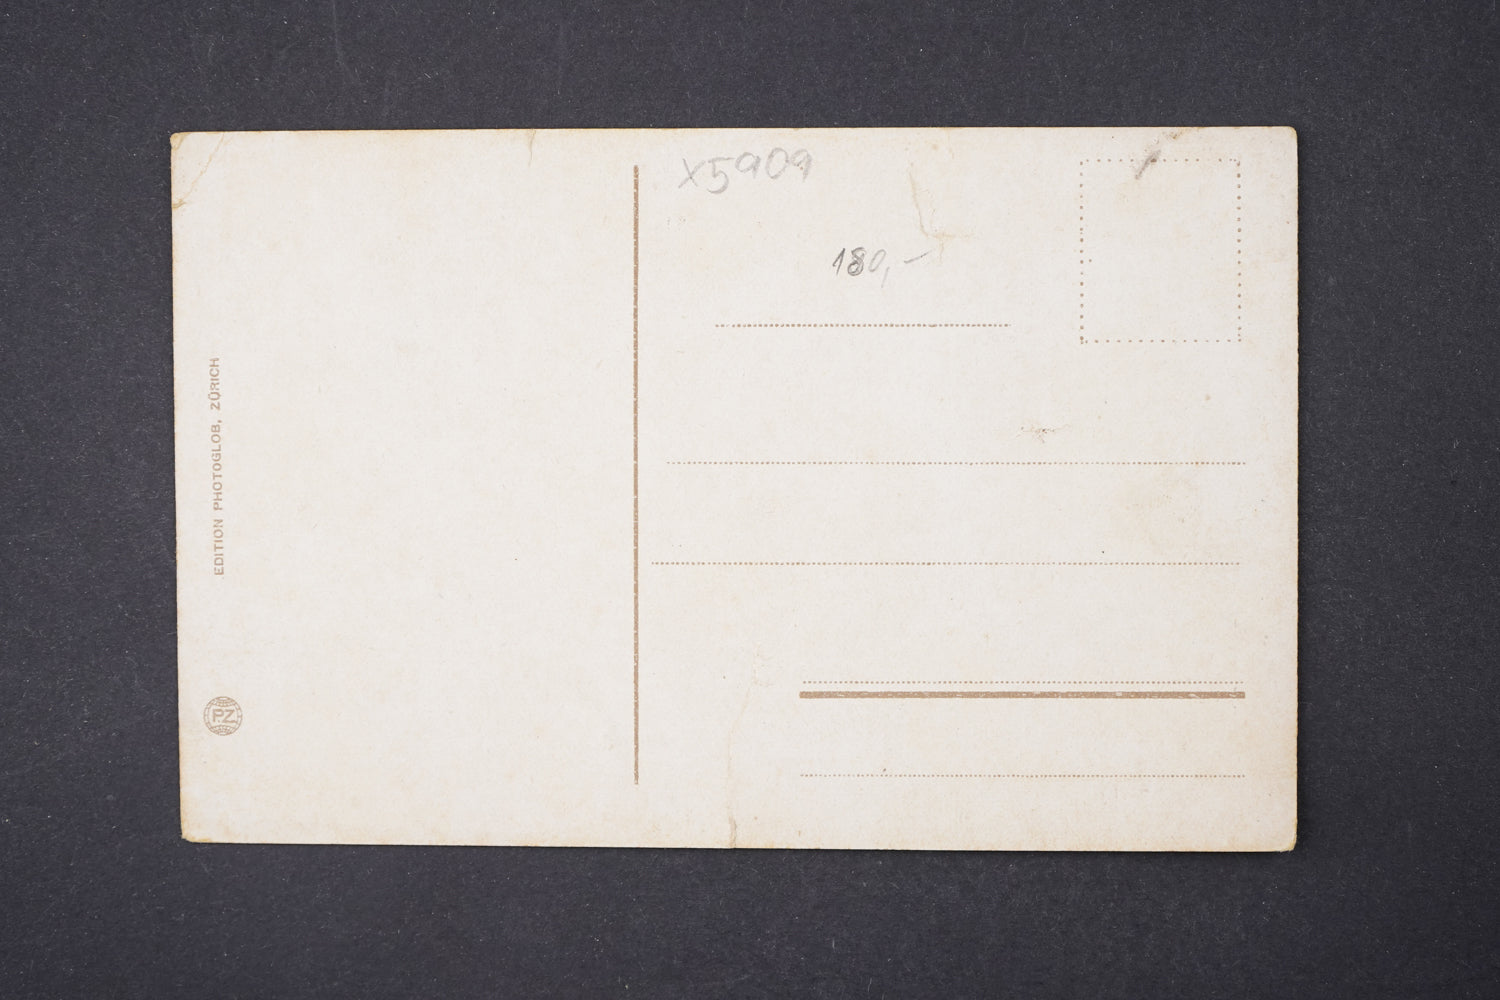 X5909
180,-
EDITION PHOTOGLOB, ZÜRICH
PZ